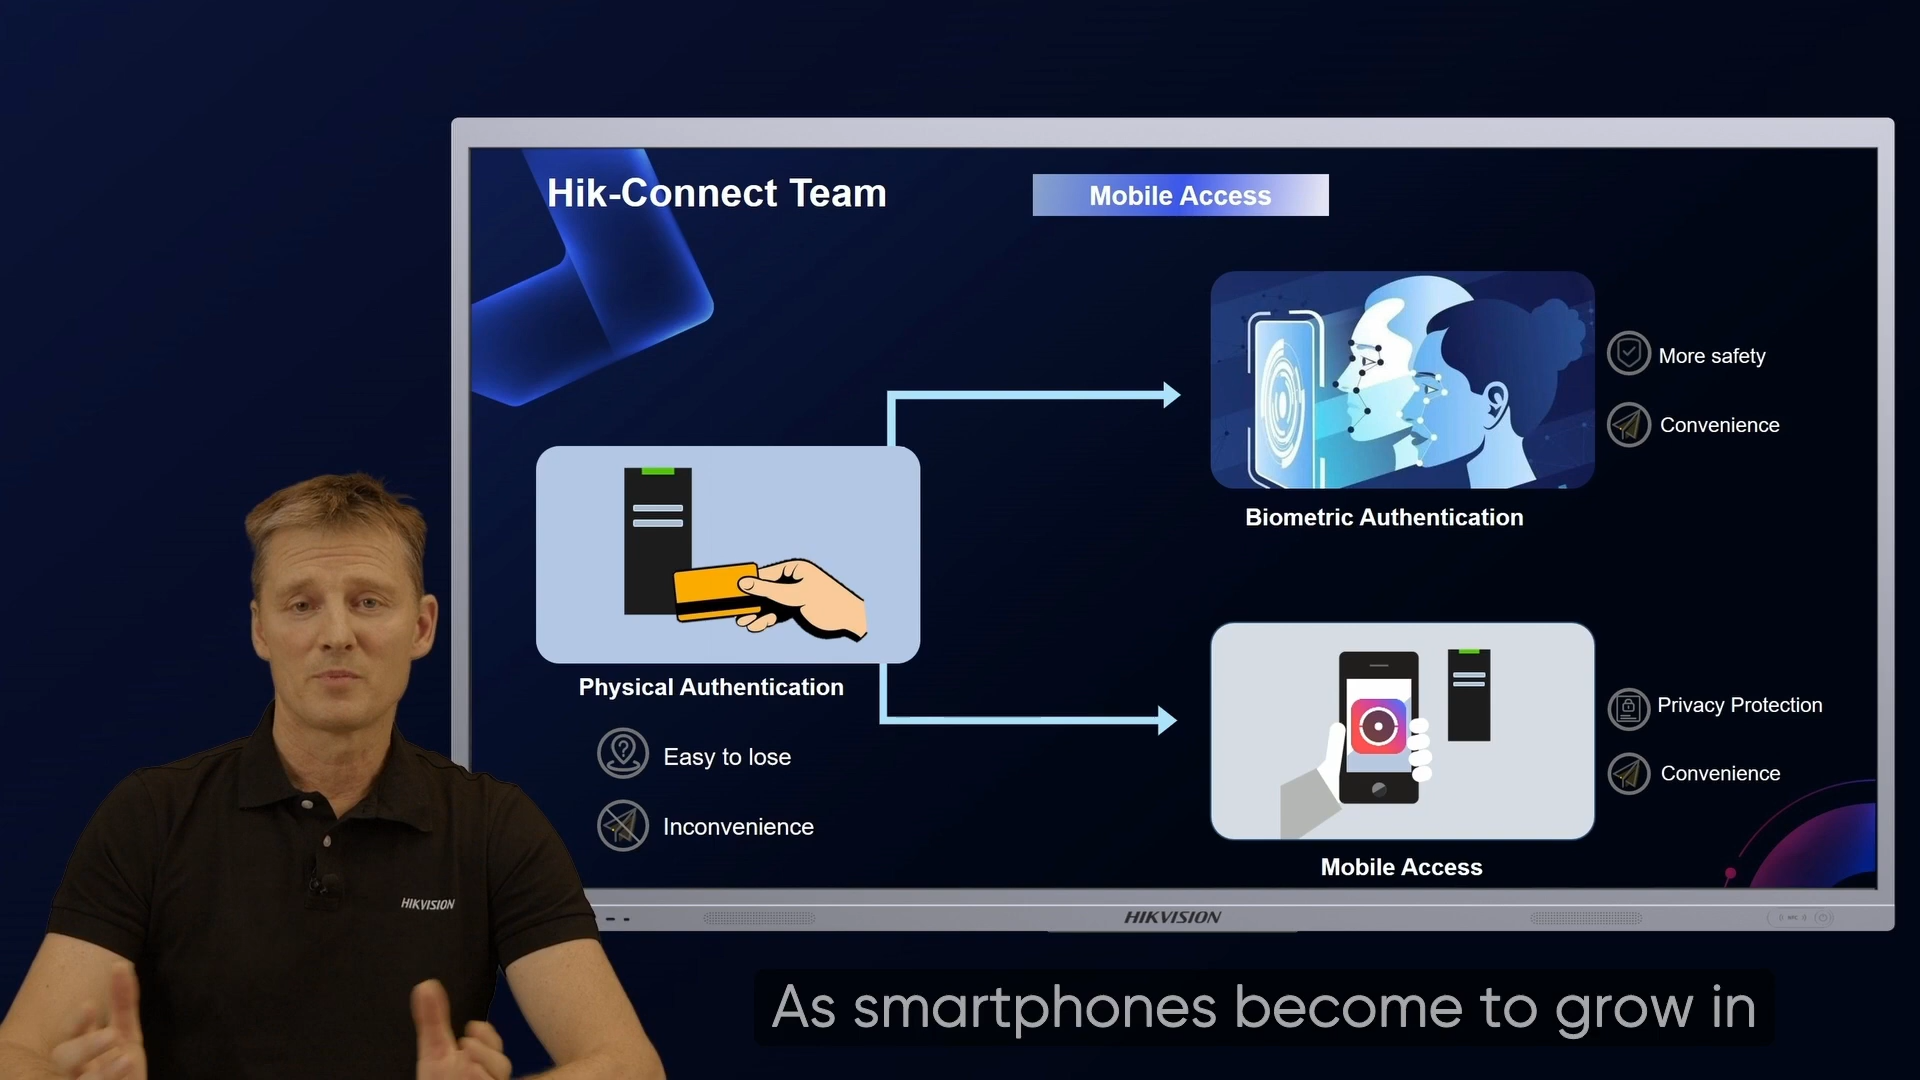 Hik-Connect Team
Mobile Access
More safety
Convenience
Biometric Authentication
Physical Authentication
Easy to lose
Inconvenience
Privacy Protection
Convenience
Mobile Access
HIKVISION
HIKVISION
As smartphones become to grow in